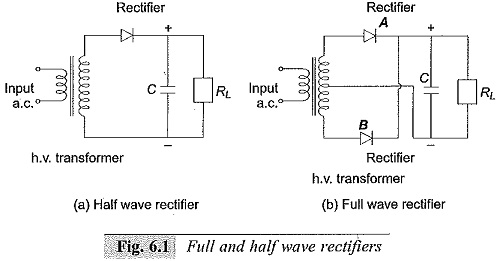 Rectifier
+
Input
a.c.
C
R_L
–
h.v. transformer
(a) Half wave rectifier
Rectifier
A
+
Input
a.c.
C
R_L
B
–
Rectifier
h.v. transformer
(b) Full wave rectifier
Fig. 6.1 Full and half wave rectifiers